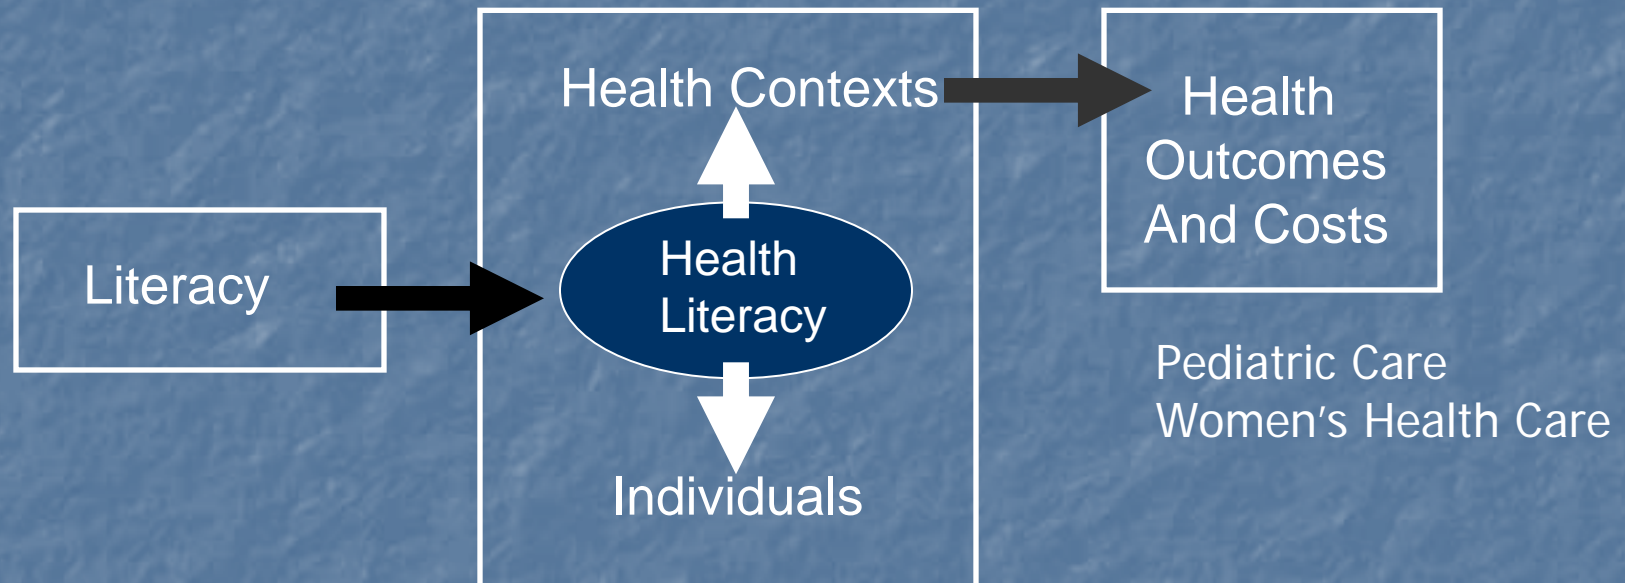 Literacy
Health Contexts
Health
Literacy
Individuals
Health
Outcomes
And Costs
Pediatric Care
Women's Health Care